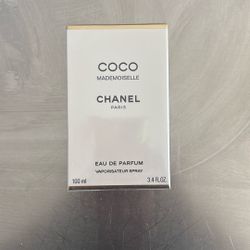 COCO
MADEMOISELLE
CHANEL
PARIS
EAU DE PARFUM
VAPORISATEUR SPRAY
100 ml 3.4 FL.OZ.